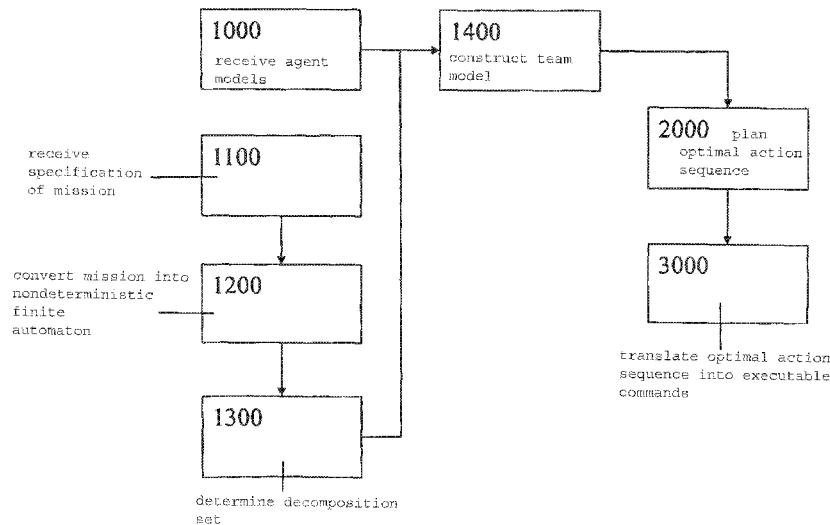 1000
receive agent
models
1400
construct team
model
2000 plan
optimal action
sequence
receive
specification
of mission
1100
convert mission into
nondeterministic
finite
automaton
1200
3000
translate optimal action
sequence into executable
commands
1300
determine decomposition
set